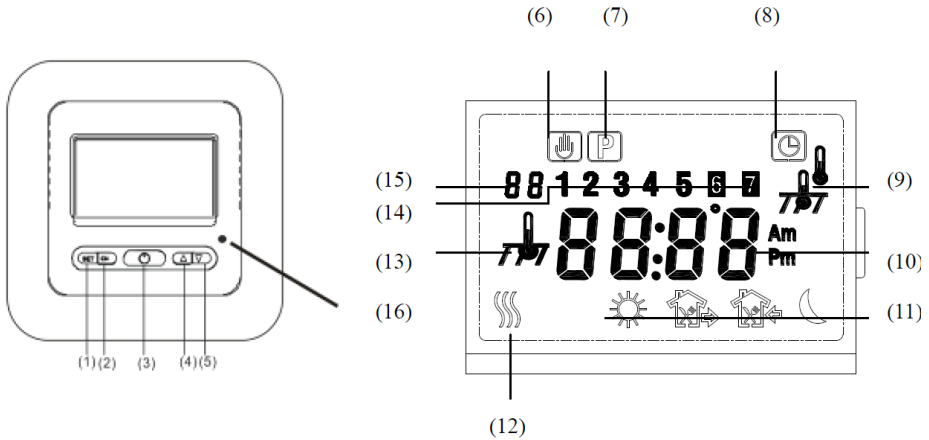 (6) (7) (8)
P
(15) 88 1 2 3 4 5 6 7 (9)
(14)
(13) 88:88° Am (10)
Pm
SET
(16) (11)
(1) (2) (3) (4) (5)
(12)